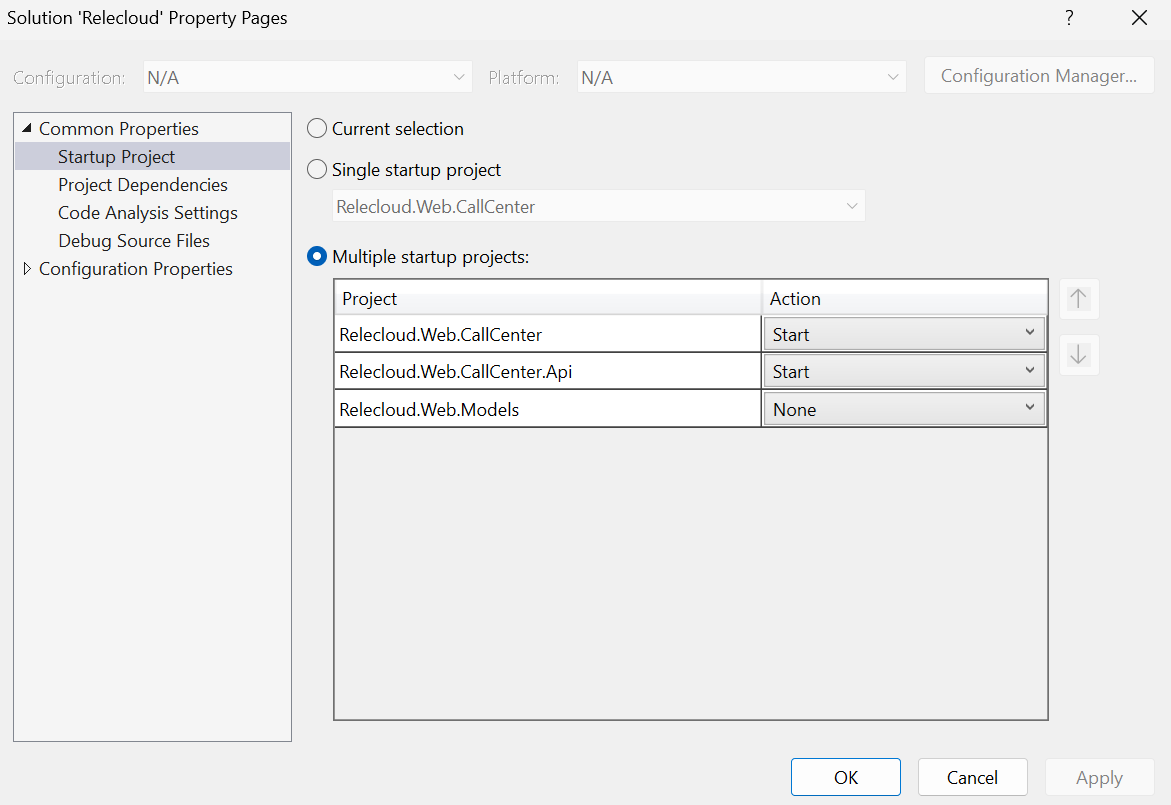 Solution 'Relecloud' Property Pages
?
Configuration: N/A Platform: N/A Configuration Manager...
Common Properties
Startup Project
Project Dependencies
Code Analysis Settings
Debug Source Files
Configuration Properties
Current selection
Single startup project
Relecloud.Web.CallCenter
Multiple startup projects:
Project Action
Relecloud.Web.CallCenter Start
Relecloud.Web.CallCenter.Api Start
Relecloud.Web.Models None
OK Cancel Apply